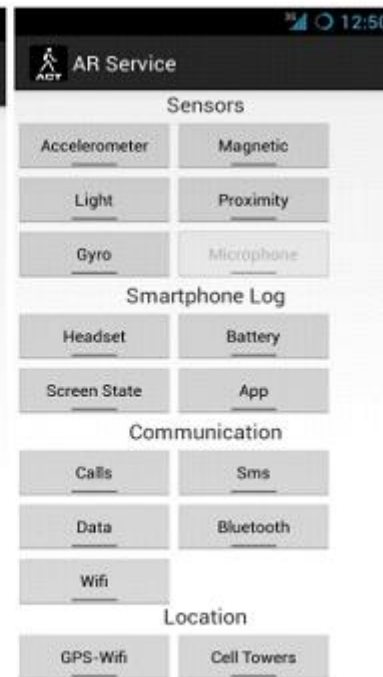 3G 12:50
ACT AR Service
Sensors
Accelerometer Magnetic
Light Proximity
Gyro Microphone
Smartphone Log
Headset Battery
Screen State App
Communication
Calls Sms
Data Bluetooth
Wifi
Location
GPS-Wifi Cell Towers